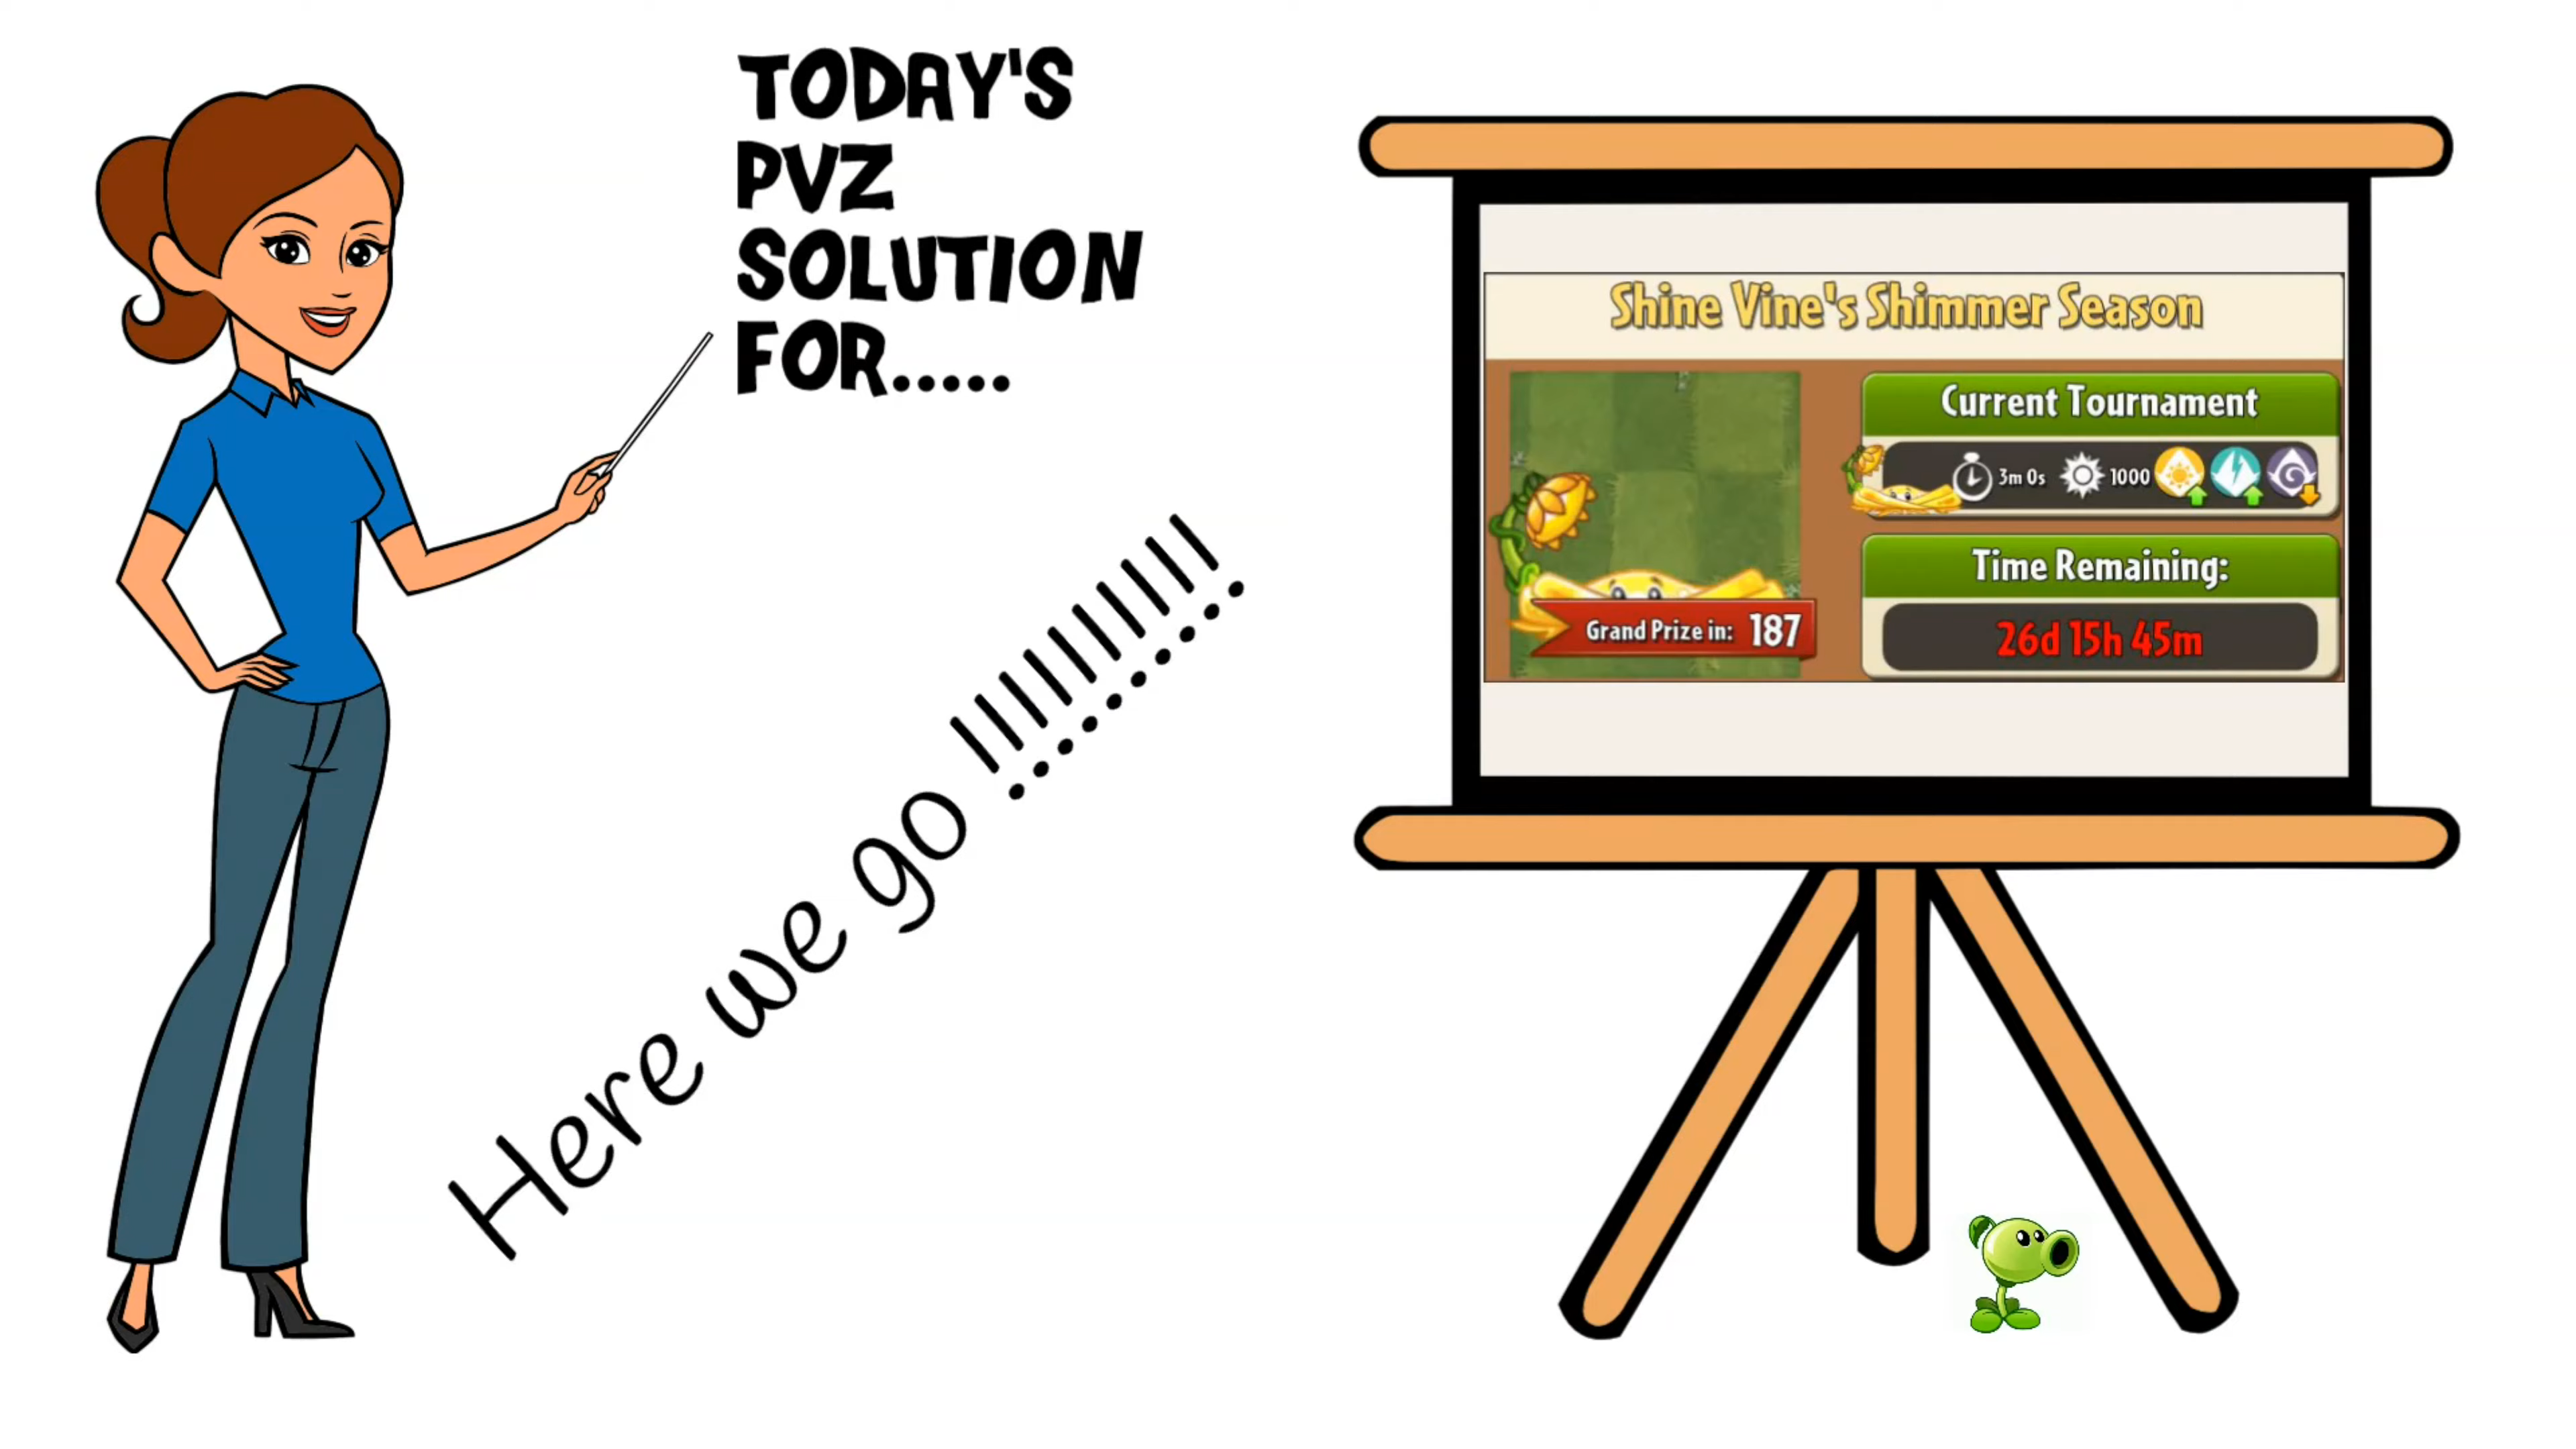 TODAY'S
PVZ
SOLUTION
FOR.....
Here we go !!!!!!!!!!
Shine Vine's Shimmer Season
Current Tournament
3m 0s 1000
Time Remaining:
26d 15h 45m
Grand Prize in: 187